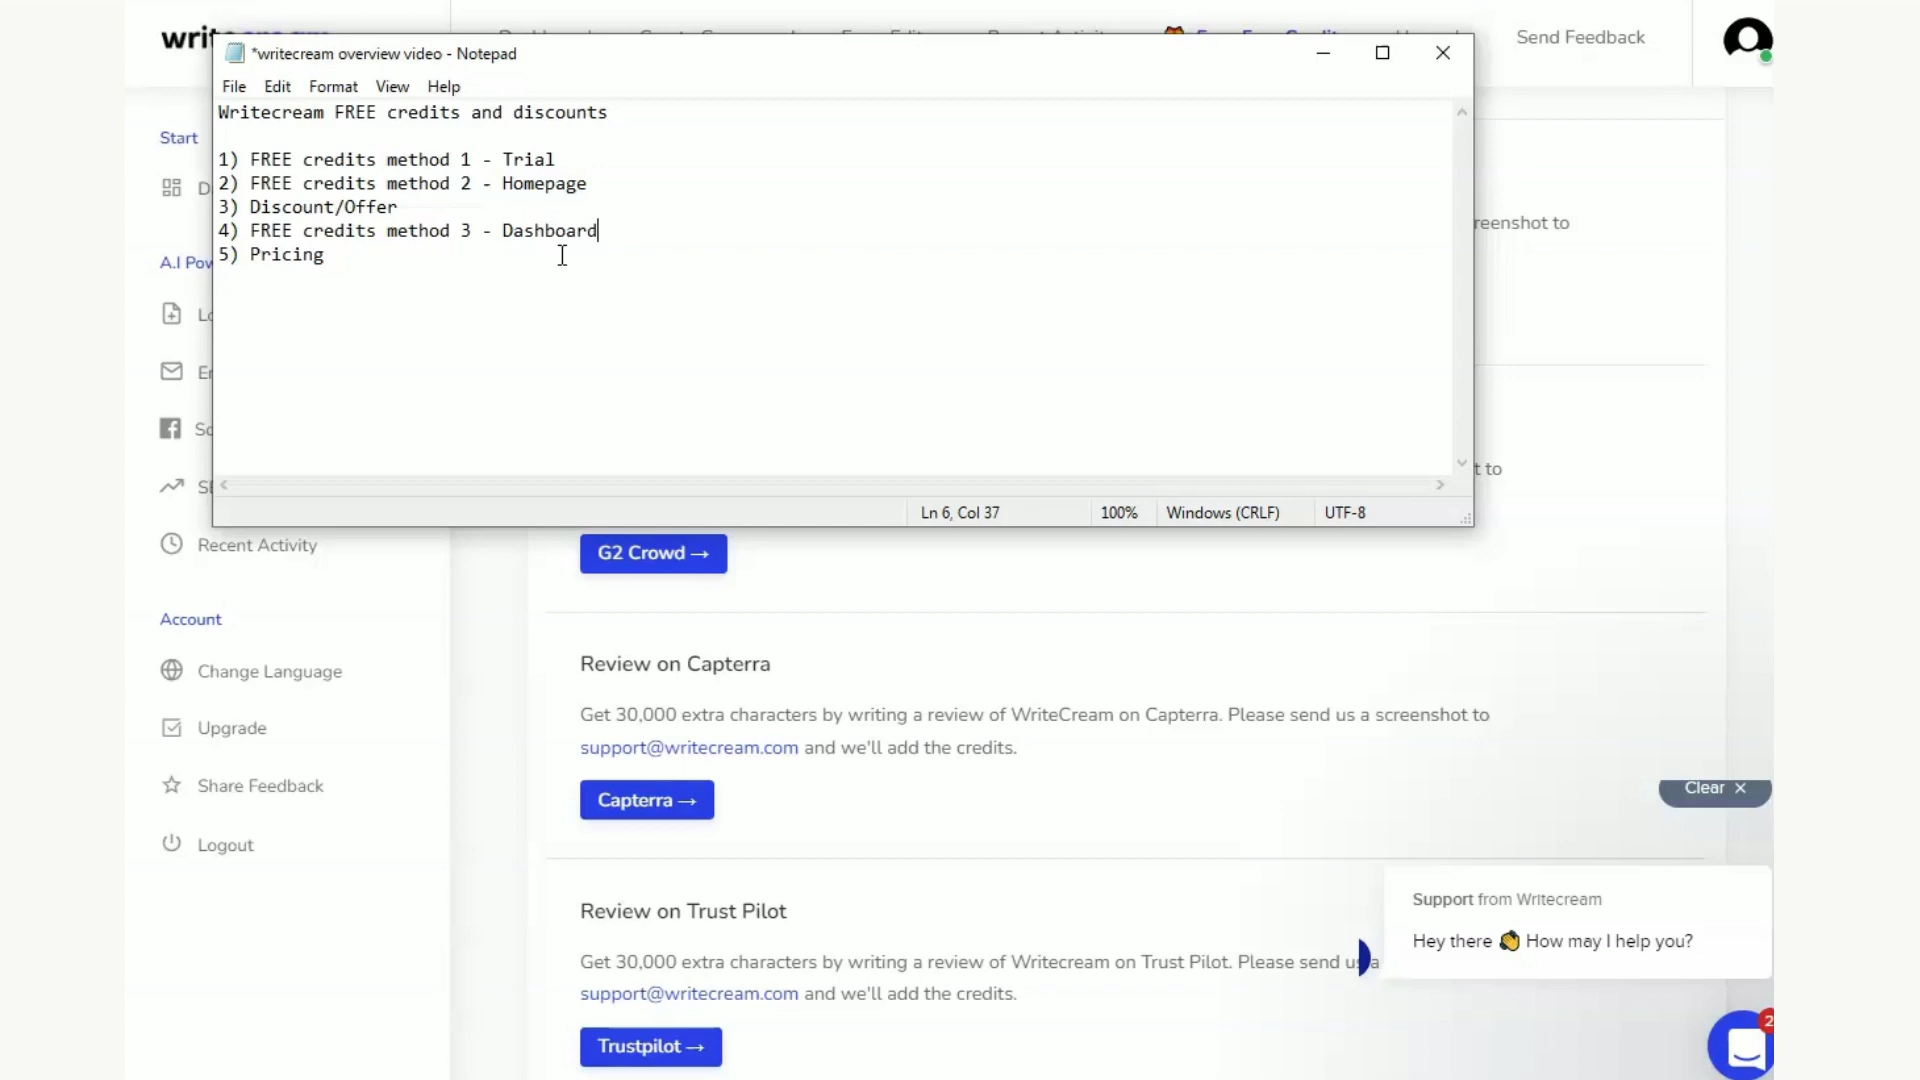 *writecream overview video - Notepad
Send Feedback
File Edit Format View Help
Writecream FREE credits and discounts
1) FREE credits method 1 - Trial
2) FREE credits method 2 - Homepage
3) Discount/Offer
4) FREE credits method 3 - Dashboard
5) Pricing
Ln 6, Col 37 100% Windows (CRLF) UTF-8
Start
Recent Activity
Account
Change Language
Upgrade
Share Feedback
Logout
reenshot to
t to
G2 Crowd →
Review on Capterra
Get 30,000 extra characters by writing a review of WriteCream on Capterra. Please send us a screenshot to
support@writecream.com and we'll add the credits.
Capterra →
Review on Trust Pilot
Get 30,000 extra characters by writing a review of Writecream on Trust Pilot. Please send us a
support@writecream.com and we'll add the credits.
Trustpilot →
Clear ×
Support from Writecream
Hey there 👋 How may I help you?
2